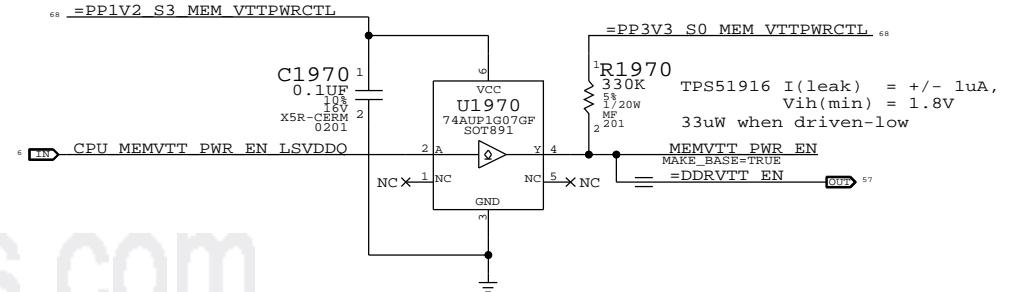 68 =PP1V2_S3_MEM_VTTPWRCTL
=PP3V3_S0_MEM_VTTPWRCTL 68
C1970 1
0.1UF
10%
16V
X5R-CERM 2
0201
6
VCC
U1970
74AUP1G07GF
SOT891
1 R1970
330K
5%
1/20W
MF
2 201
TPS51916 I(leak) = +/- 1uA,
Vih(min) = 1.8V
33uW when driven-low
6 IN CPU_MEMVTT_PWR_EN_LSVDDQ 2 A
Y 4 MEMVTT_PWR_EN
MAKE_BASE=TRUE
NC 1 NC
NC 5 NC
=DDRVTT_EN OUT 57
GND
3
s.com